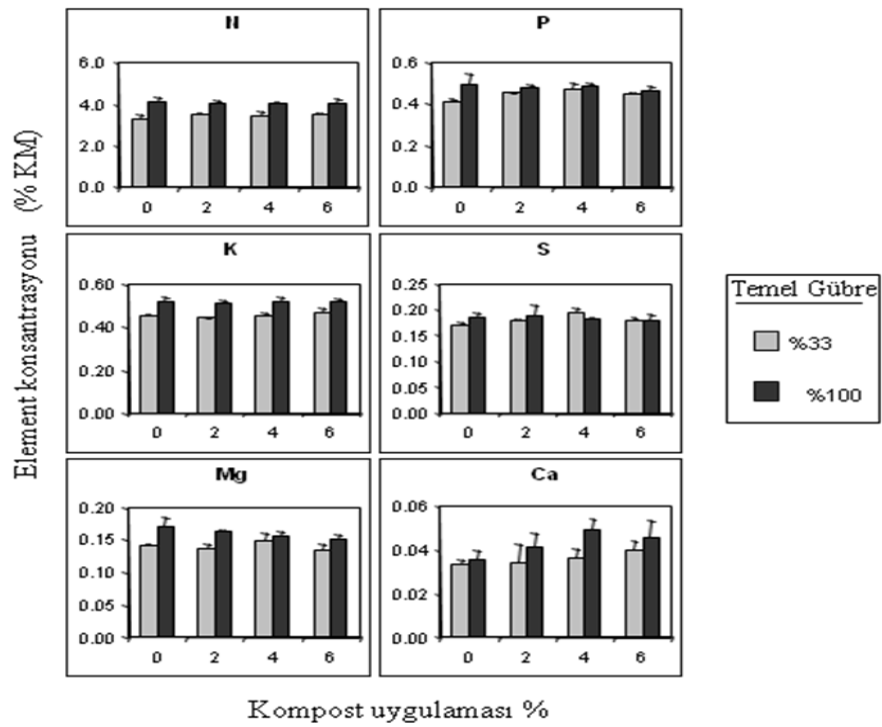 N
6.0
4.0
2.0
0.0
0 2 4 6
P
0.6
0.4
0.2
0.0
0 2 4 6
Element konsantrasyonu (% KM)
K
0.60
0.40
0.20
0.00
0 2 4 6
S
0.25
0.20
0.15
0.10
0.05
0.00
0 2 4 6
Mg
0.20
0.15
0.10
0.05
0.00
0 2 4 6
Ca
0.06
0.04
0.02
0.00
0 2 4 6
Temel Gübre
%33
%100
Kompost uygulaması %